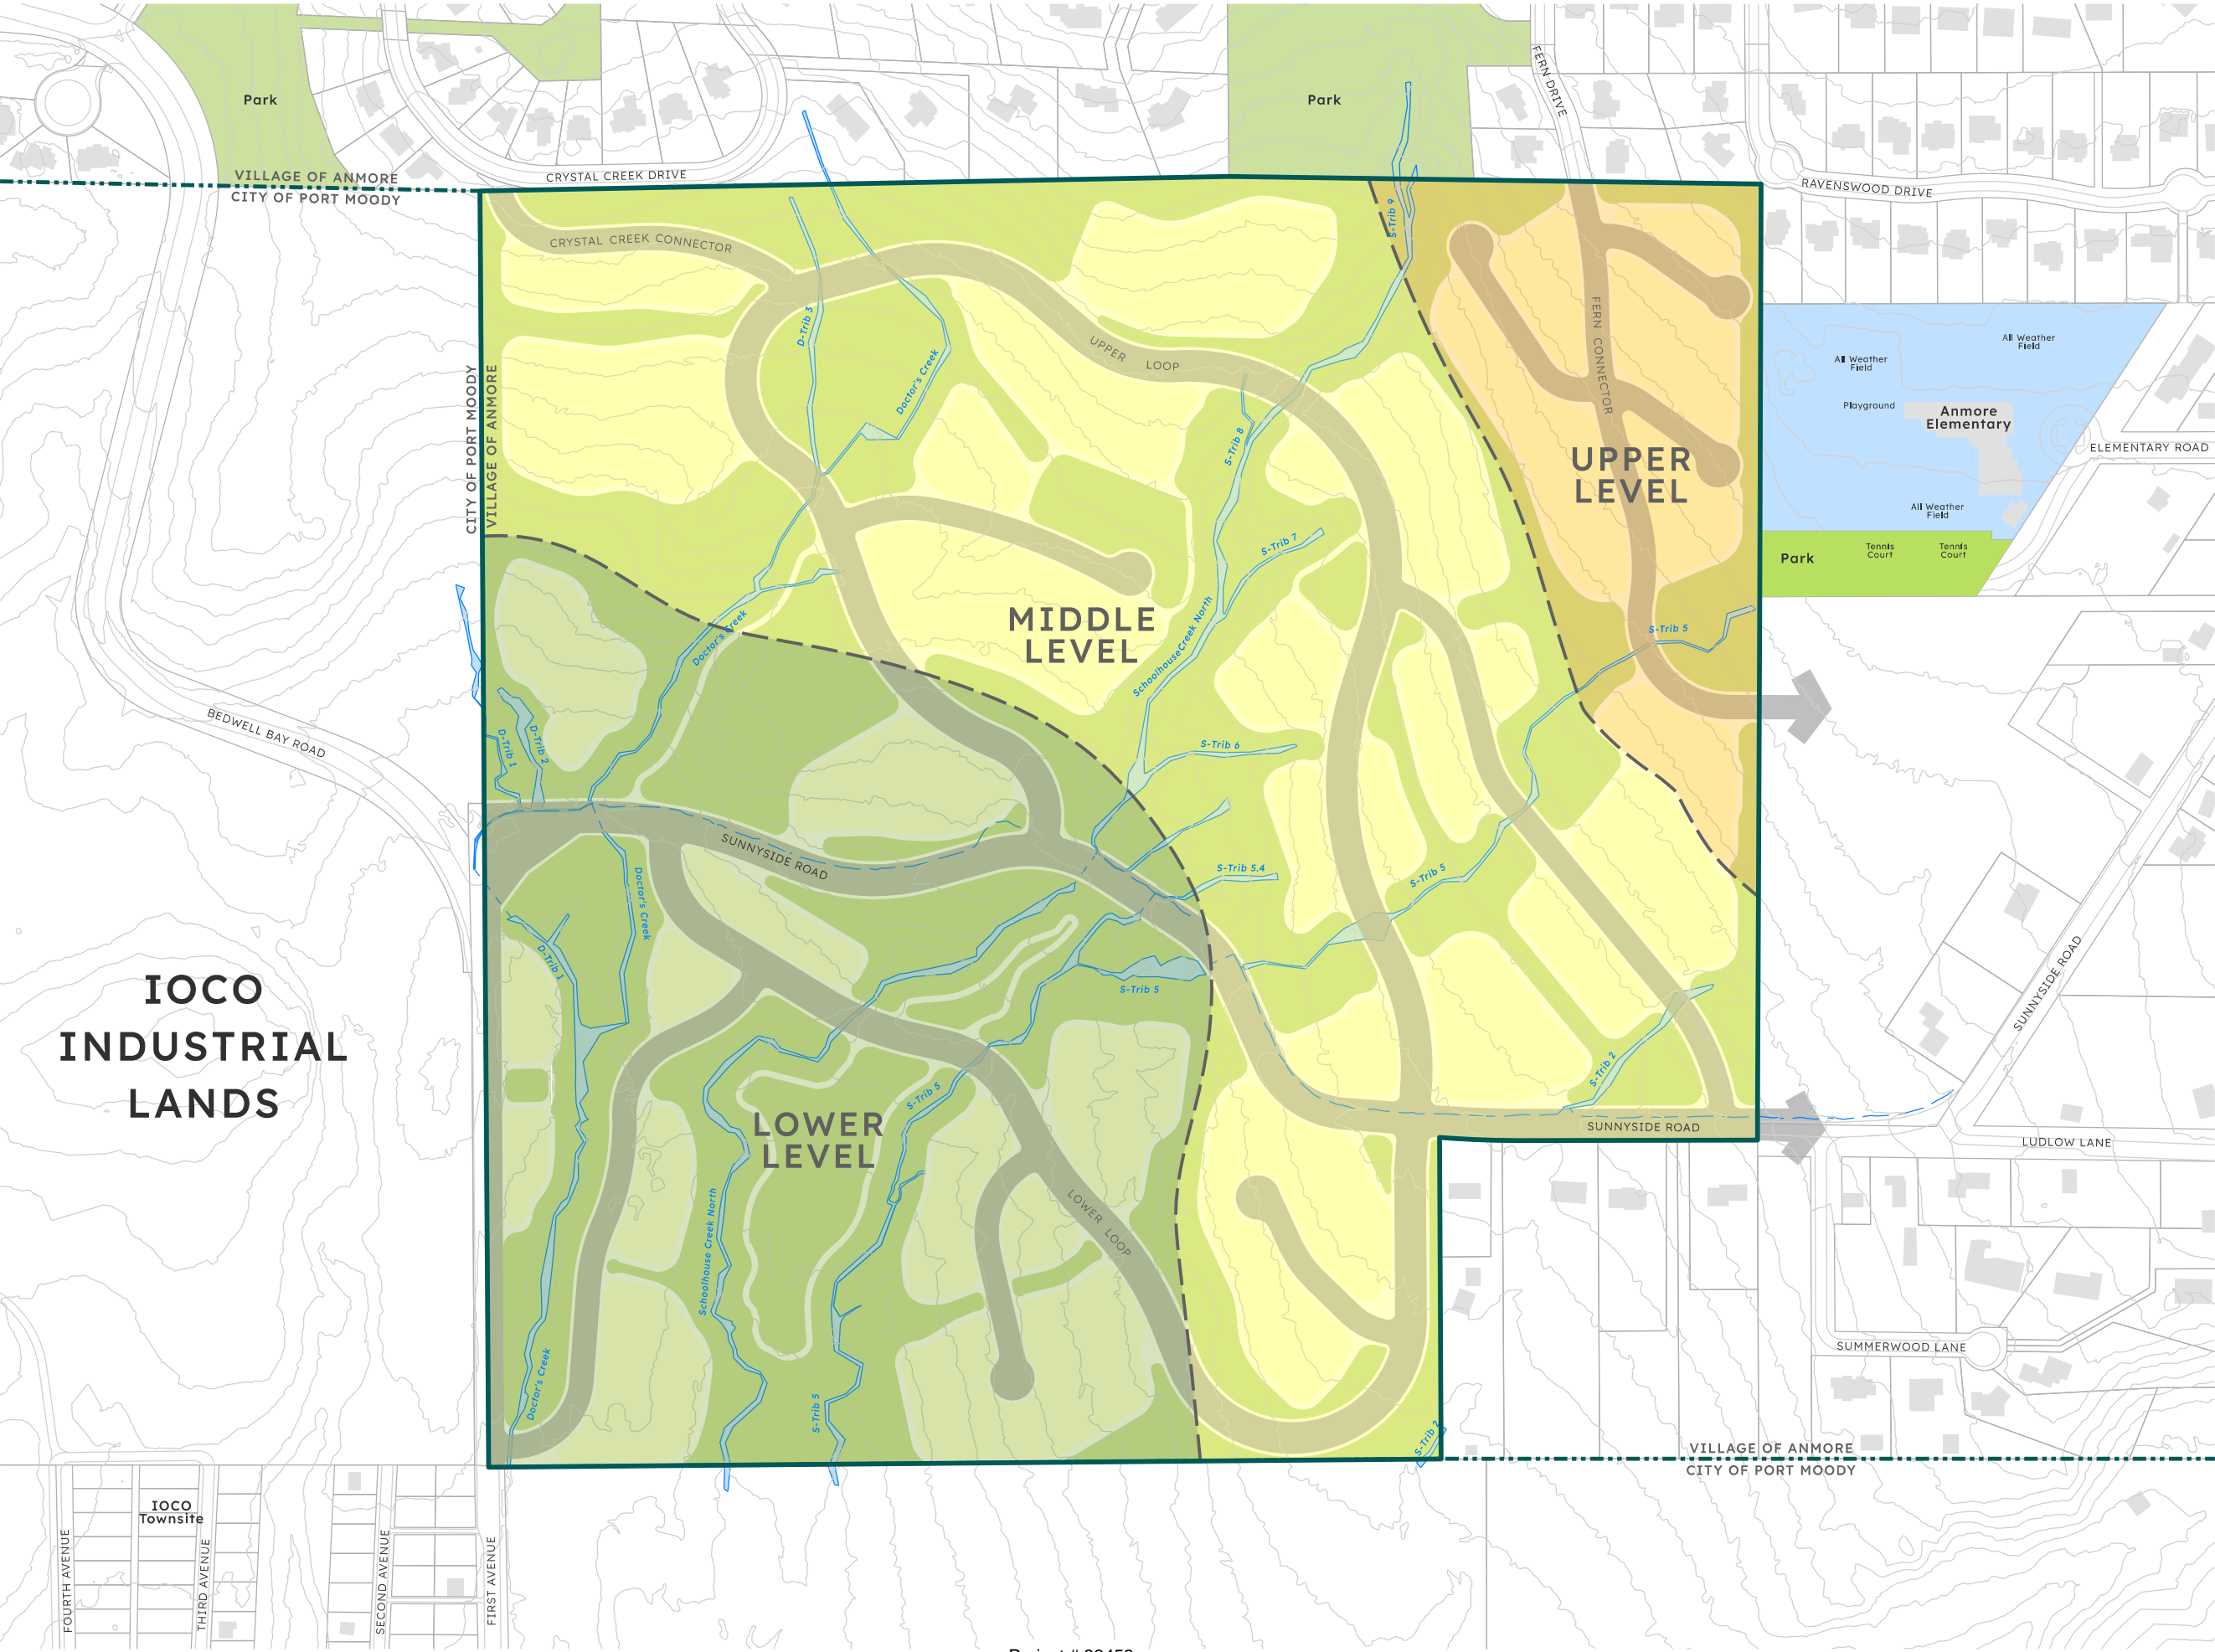 Park
Park
FERN DRIVE
VILLAGE OF ANMORE
CITY OF PORT MOODY
CRYSTAL CREEK DRIVE
RAVENSWOOD DRIVE
S-Trib 9
CRYSTAL CREEK CONNECTOR
D-Trib 3
Doctor's Creek
UPPER LOOP
FERN CONNECTOR
All Weather
Field
All Weather
Field
Playground
Anmore
Elementary
ELEMENTARY ROAD
CITY OF PORT MOODY
VILLAGE OF ANMORE
S-Trib 8
UPPER
LEVEL
All Weather
Field
Park
Tennis
Court
Tennis
Court
S-Trib 7
MIDDLE
LEVEL
Doctor's Creek
SchoolhouseCreek North
S-Trib 5
BEDWELL BAY ROAD
D-Trib 1
D-Trib 2
S-Trib 6
SUNNYSIDE ROAD
S-Trib 5.4
S-Trib 5
Doctor's Creek
D-Trib 1
S-Trib 5
SUNNYSIDE ROAD
IOCO
INDUSTRIAL
LANDS
S-Trib 2
S-Trib 5
LOWER
LEVEL
SUNNYSIDE ROAD
LUDLOW LANE
LOWER LOOP
Schoolhouse Creek North
SUMMERWOOD LANE
Doctor's Creek
S-Trib 5
S-Trib 2
VILLAGE OF ANMORE
CITY OF PORT MOODY
IOCO
Townsite
FOURTH AVENUE
THIRD AVENUE
SECOND AVENUE
FIRST AVENUE